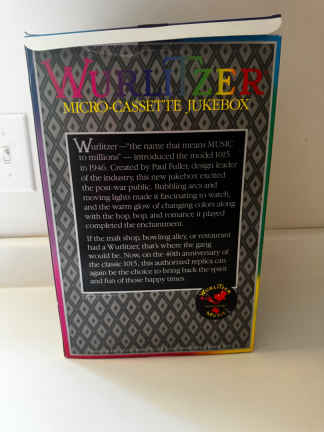 WURLITZER
MICRO-CASSETTE JUKEBOX
Wurlitzer—"the name that means MUSIC
to millions"— introduced the model 1015
in 1946. Created by Paul Fuller, design leader
of the industry, this new jukebox excited
the post-war public. Bubbling arcs and
moving lights made it fascinating to watch,
and the warm glow of changing colors along
with the bop, bop, and romance it played
completed the enchantment.
If the malt shop, bowling alley, or restaurant
had a Wurlitzer, that's where the gang
would be. Now, on the 40th anniversary of
the classic 1015, this authorized replica can
again be the choice to bring back the spirit
and fun of those happy times.
WURLITZER